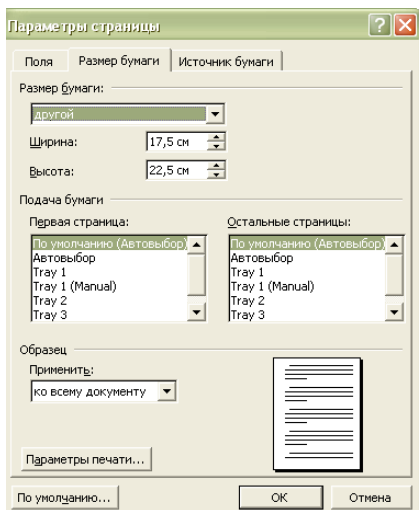 Параметры страницы
Поля Размер бумаги Источник бумаги
Размер бумаги:
другой
Ширина: 17,5 см
Высота: 22,5 см
Подача бумаги
Первая страница: Остальные страницы:
По умолчанию (Автовыбор) По умолчанию (Автовыбор)
Автовыбор Автовыбор
Tray 1 Tray 1
Tray 1 (Manual) Tray 1 (Manual)
Tray 2 Tray 2
Tray 3 Tray 3
Образец
Применить:
ко всему документу
Параметры печати...
По умолчанию... ОК Отмена